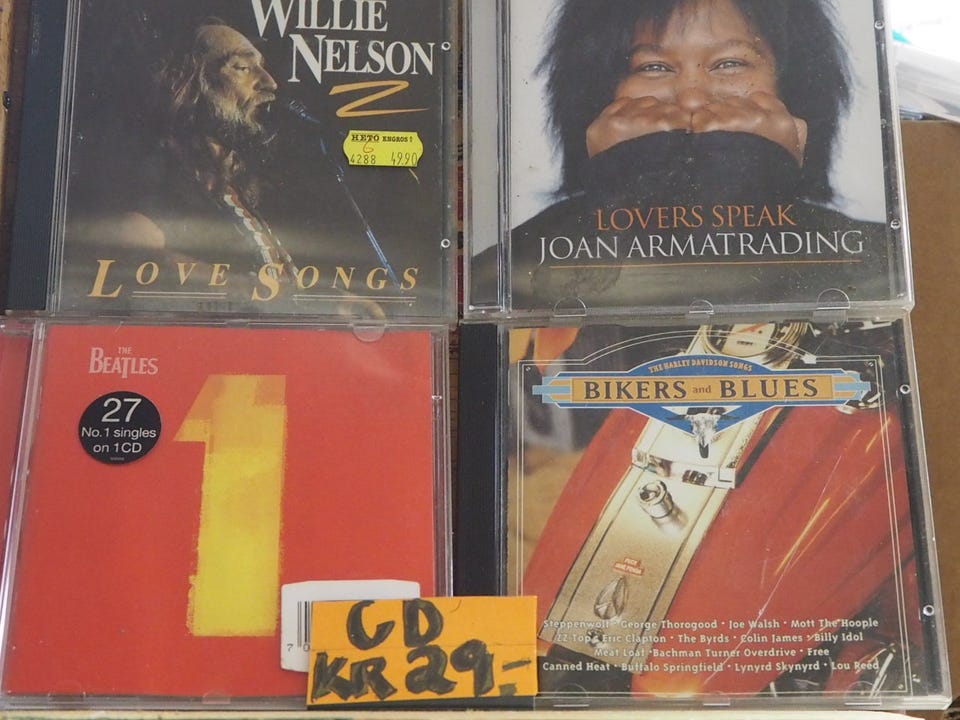 WILLIE
NELSON
2
HETO ENGROS
6
4288 49.90
LOVE SONGS
LOVERS SPEAK
JOAN ARMATRADING
THE
BEATLES
27
No.1 singles
on 1CD
1
CD
KR 29.-
THE HARLEY DAVIDSON SONGS
BIKERS and BLUES
Steppenwolf · George Thorogood · Joe Walsh · Mott The Hoople
ZZ Top · Eric Clapton · The Byrds · Colin James · Billy Idol
Meat Loaf · Bachman Turner Overdrive · Free
Canned Heat · Buffalo Springfield · Lynyrd Skynyrd · Lou Reed